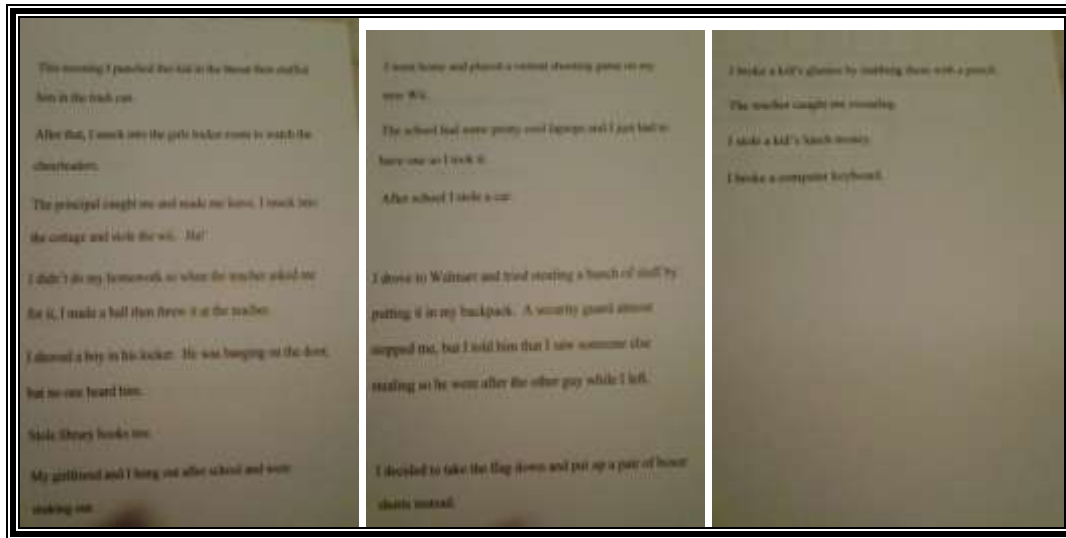 This morning I punched this kid in the throat then stuffed
him in the trash can.
After that, I snuck into the girls locker room to watch the
cheerleaders.
The principal caught me and made me leave, I snuck into
the cottage and stole the wii. Ha!
I didn't do my homework so when the teacher asked me
for it, I made a ball then threw it at the teacher.
I shoved a boy in his locker. He was banging on the door,
but no one heard him.
Stole library books too.
My girlfriend and I hung out after school and were
making out.
I went home and played a violent shooting game on my
new Wii.
The school had some pretty cool laptops and I just had to
have one so I took it.
After school I stole a car.
I drove to Walmart and tried stealing a bunch of stuff by
putting it in my backpack. A security guard almost
stopped me, but I told him that I saw someone else
stealing so he went after the other guy while I left.
I decided to take the flag down and put up a pair of boxer
shorts instead.
I broke a kid's glasses by stabbing them with a pencil.
The teacher caught me
I stole a kid's lunch money.
I broke a computer keyboard.